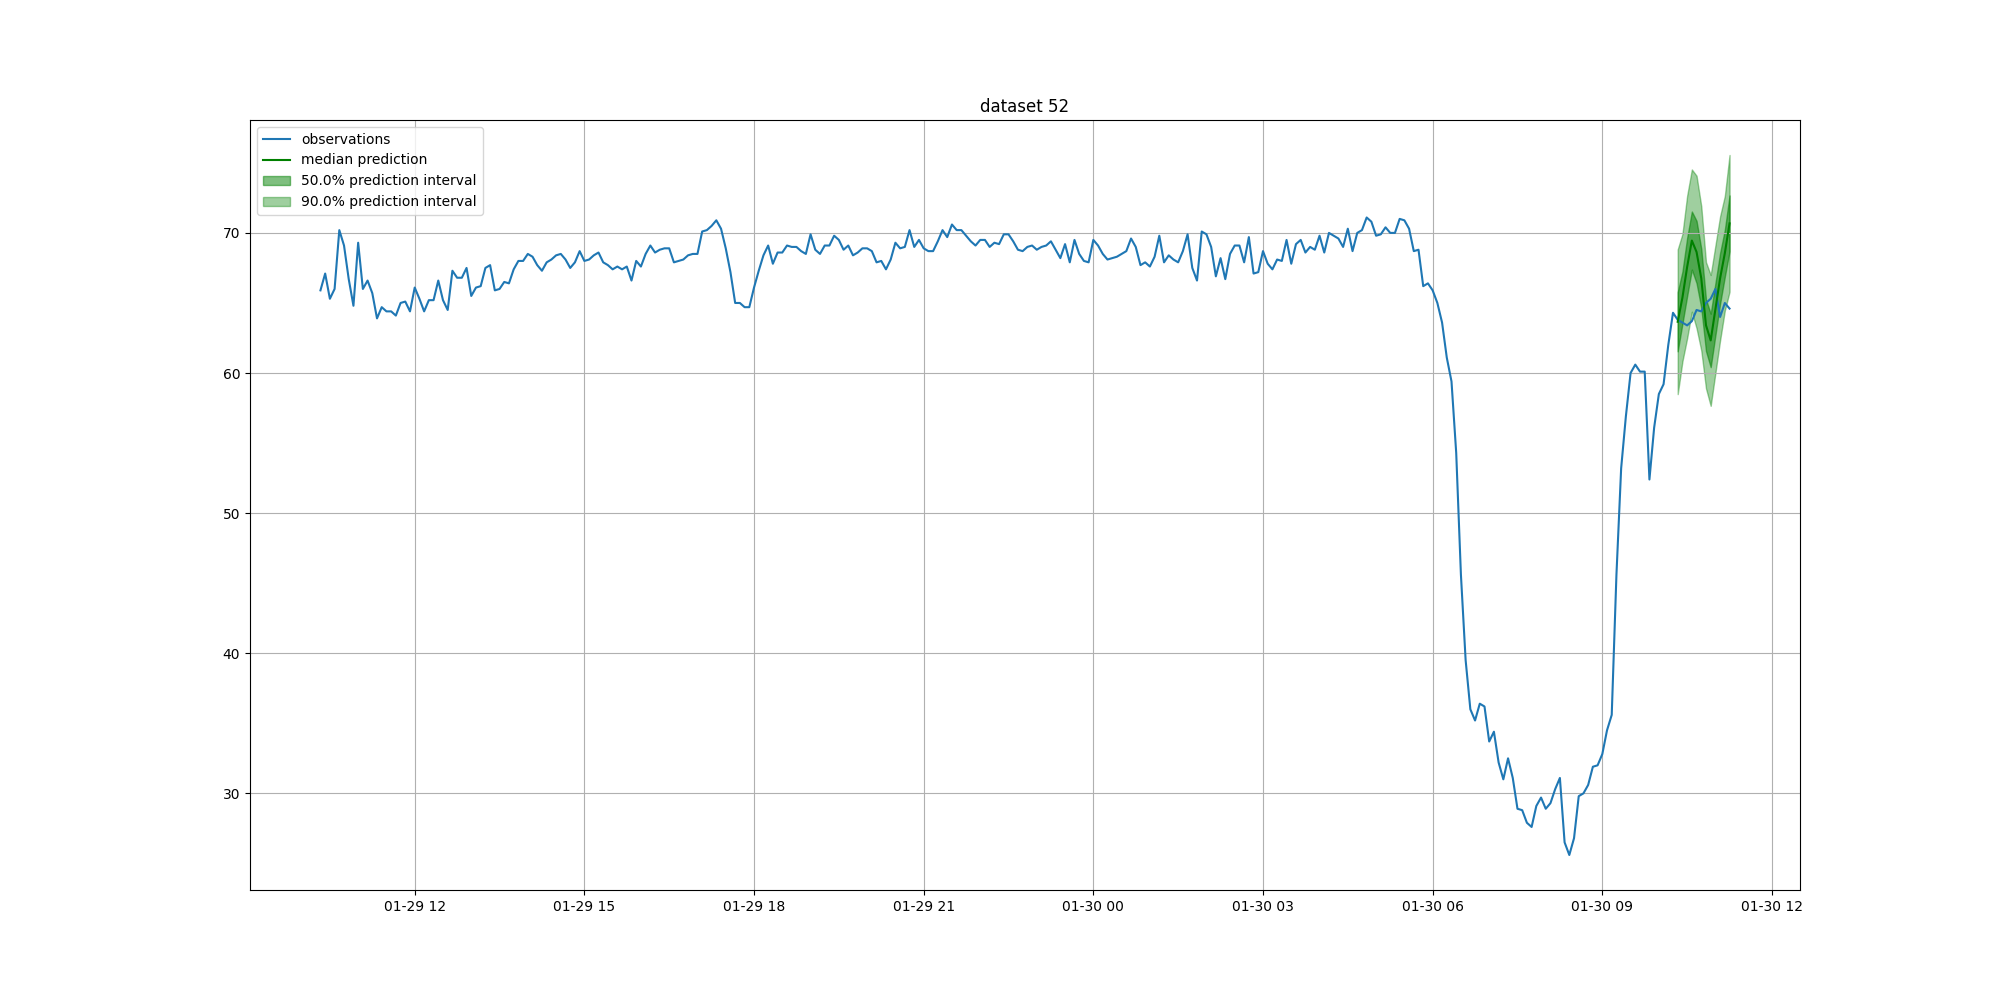 dataset 52
observations
median prediction
50.0% prediction interval
90.0% prediction interval
70
60
50
40
30
01-29 12
01-29 15
01-29 18
01-29 21
01-30 00
01-30 03
01-30 06
01-30 09
01-30 12